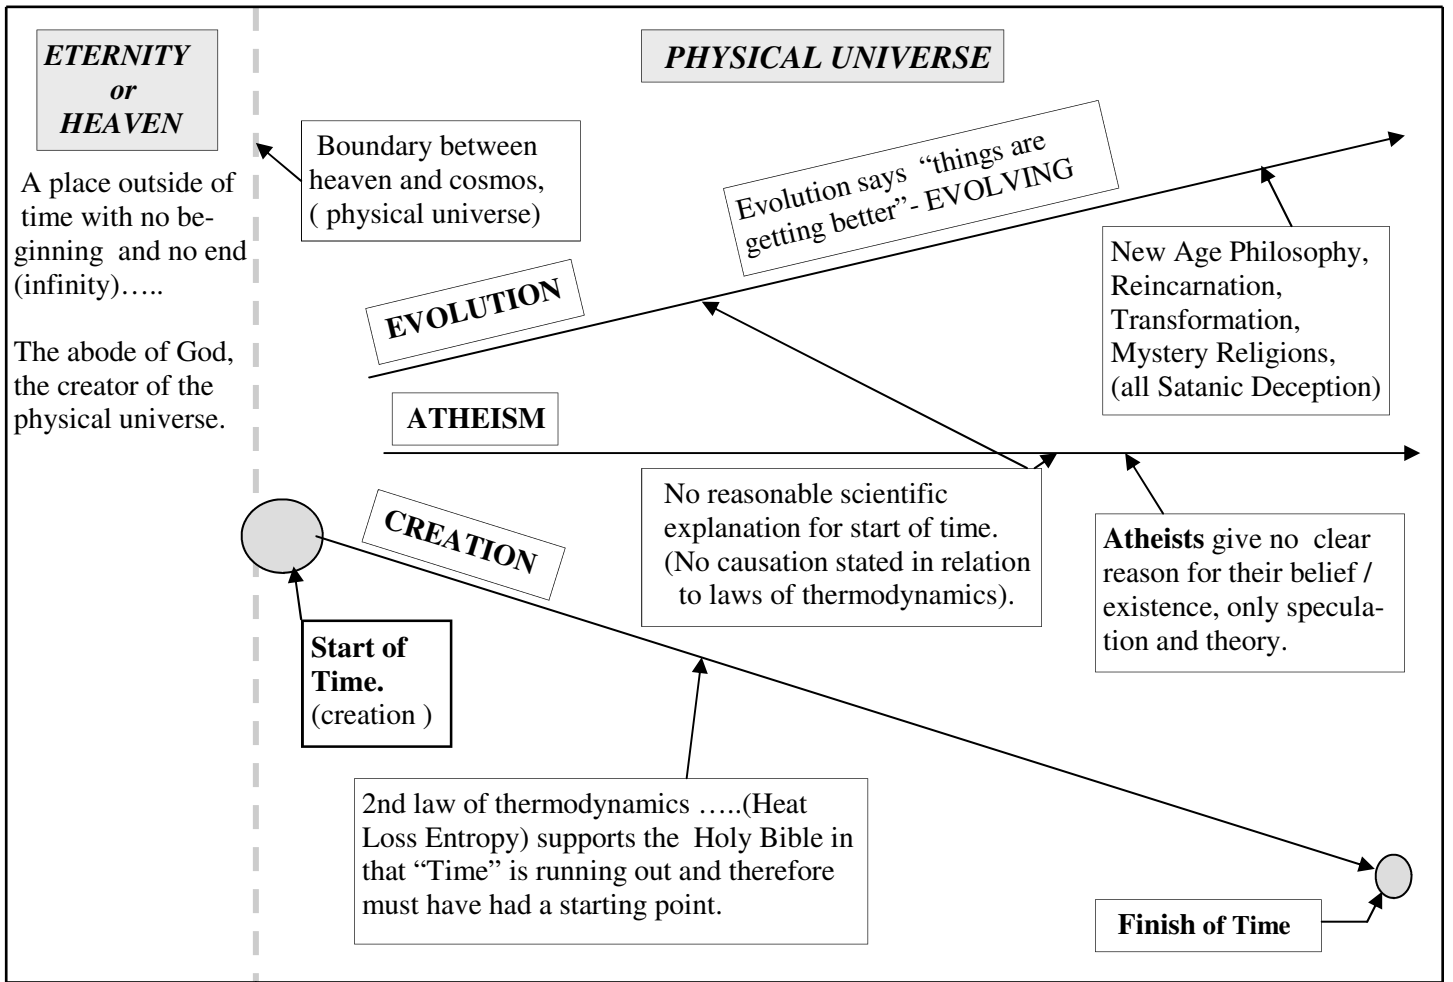 ETERNITY
or
HEAVEN
A place outside of
time with no be-
ginning and no end
(infinity)…..
The abode of God,
the creator of the
physical universe.
PHYSICAL UNIVERSE
Boundary between
heaven and cosmos,
( physical universe)
Evolution says “things are
getting better”- EVOLVING
EVOLUTION
New Age Philosophy,
Reincarnation,
Transformation,
Mystery Religions,
(all Satanic Deception)
ATHEISM
No reasonable scientific
explanation for start of time.
(No causation stated in relation
to laws of thermodynamics).
Atheists give no clear
reason for their belief /
existence, only specula-
tion and theory.
CREATION
Start of
Time.
(creation )
2nd law of thermodynamics …..(Heat
Loss Entropy) supports the Holy Bible in
that “Time” is running out and therefore
must have had a starting point.
Finish of Time